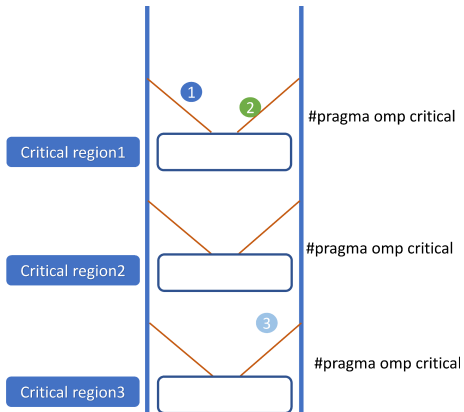 1
2
#pragma omp critical
Critical region1
#pragma omp critical
Critical region2
3
#pragma omp critical
Critical region3